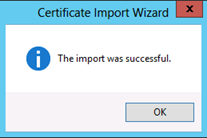 Certificate Import Wizard
x
The import was successful.
OK